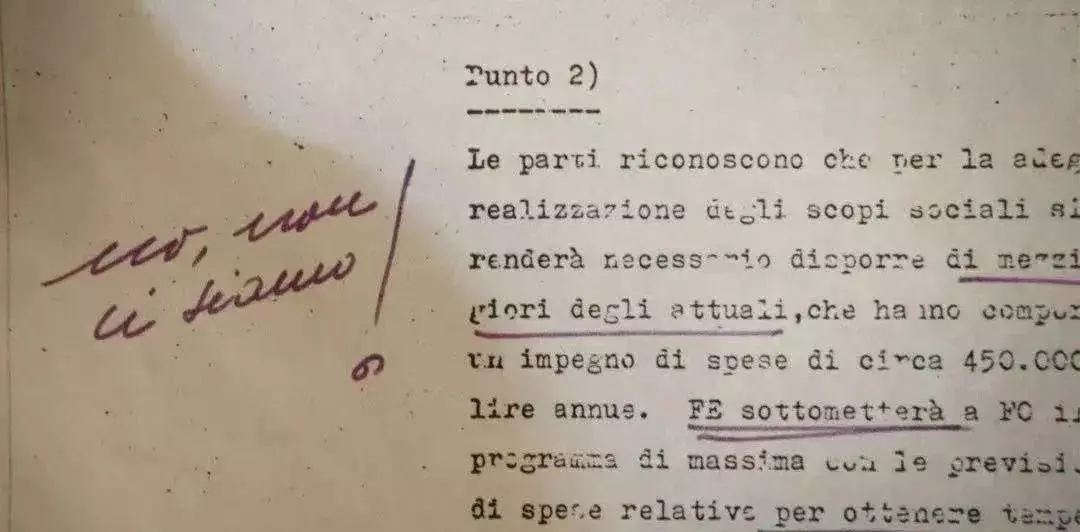 Punto 2)
Le parti riconoscono che per la adeg
realizzazione degli scopi sociali si
renderà necessario disporre di mezzi
giori degli attuali, che hanno compor
un impegno di spese di circa 450.000
lire annue. FE sottometterà a FO i
programma di massima con le previsi
di spese relative per ottenere tempe
no, non
ci siamo!